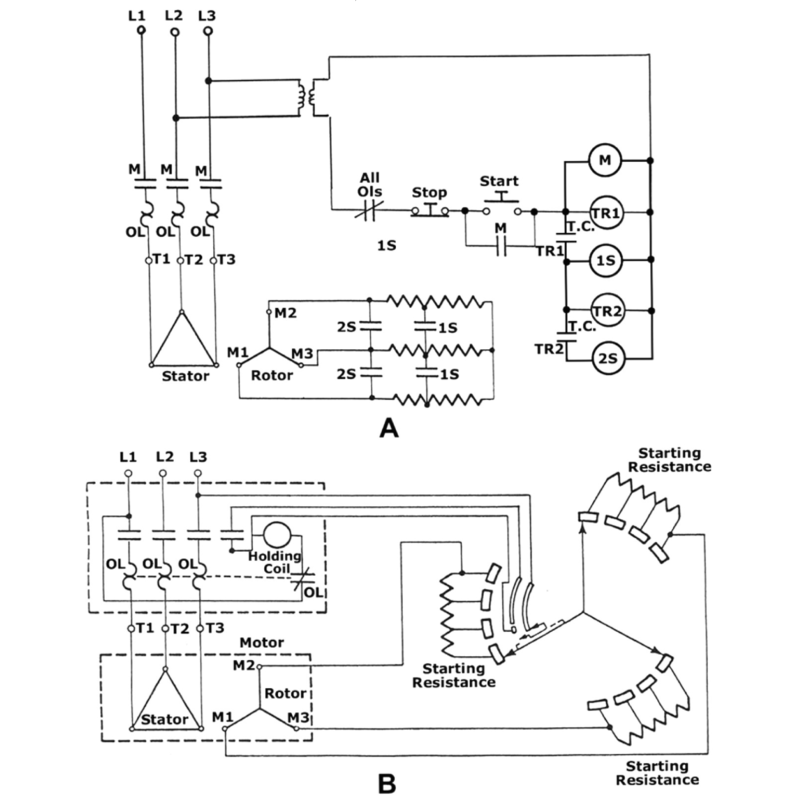 L1 L2 L3
M M M
OL OL OL
T1 T2 T3
Stator
All
Ols
Stop
Start
M
1S
M
TR1
T.C.
TR1
1S
TR2
T.C.
TR2
2S
M2
M1 M3
Rotor
2S 1S
2S 1S
A
L1 L2 L3
Holding
Coil
OL OL OL
OL
T1 T2 T3
Motor
M2
Rotor
Stator
M1 M3
Starting
Resistance
Starting
Resistance
Starting
Resistance
B